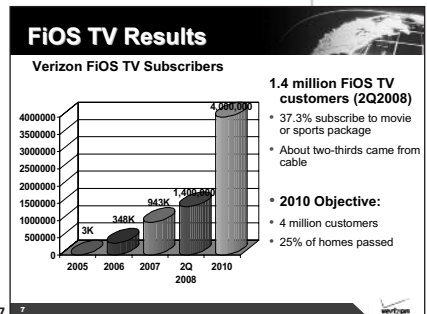 FiOS TV Results
Verizon FiOS TV Subscribers
4000000
3500000
3000000
2500000
2000000
1500000
1000000
500000
0
3K
348K
943K
1,400,000
4,000,000
2005 2006 2007 2Q 2010
2008
1.4 million FiOS TV
customers (2Q2008)
• 37.3% subscribe to movie
or sports package
• About two-thirds came from
cable
• 2010 Objective:
• 4 million customers
• 25% of homes passed
7
7
verizon